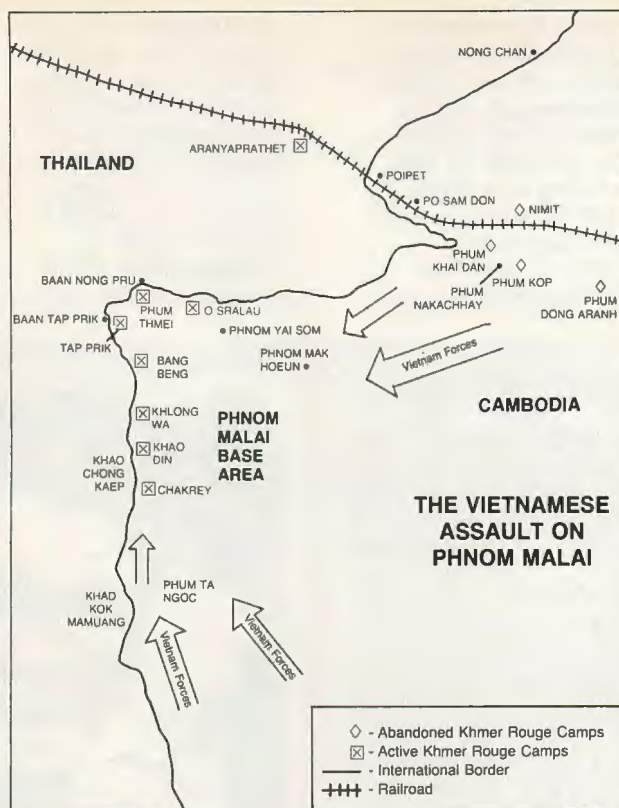 NONG CHAN
ARANYAPRATHET
THAILAND
POIPET
PO SAM DON
NIMIT
PHUM
KHAI DAN
PHUM KOP
PHUM
NAKACHHAY
PHUM
DONG ARANH
BAAN NONG PRU
PHUM
THMEI
O SRALAU
BAAN TAP PRIK
TAP PRIK
PHNOM YAI SOM
PHNOM MAK
HOEUN
Vietnam Forces
BANG
BENG
CAMBODIA
KHLONG
WA
PHNOM
MALAI
BASE
AREA
KHAO
DIN
KHAO
CHONG
KAEP
CHAKREY
THE VIETNAMESE
ASSAULT ON
PHNOM MALAI
PHUM TA
NGOC
KHAD
KOK
MAMUANG
Vietnam Forces
Vietnam Forces
- Abandoned Khmer Rouge Camps
- Active Khmer Rouge Camps
- International Border
- Railroad